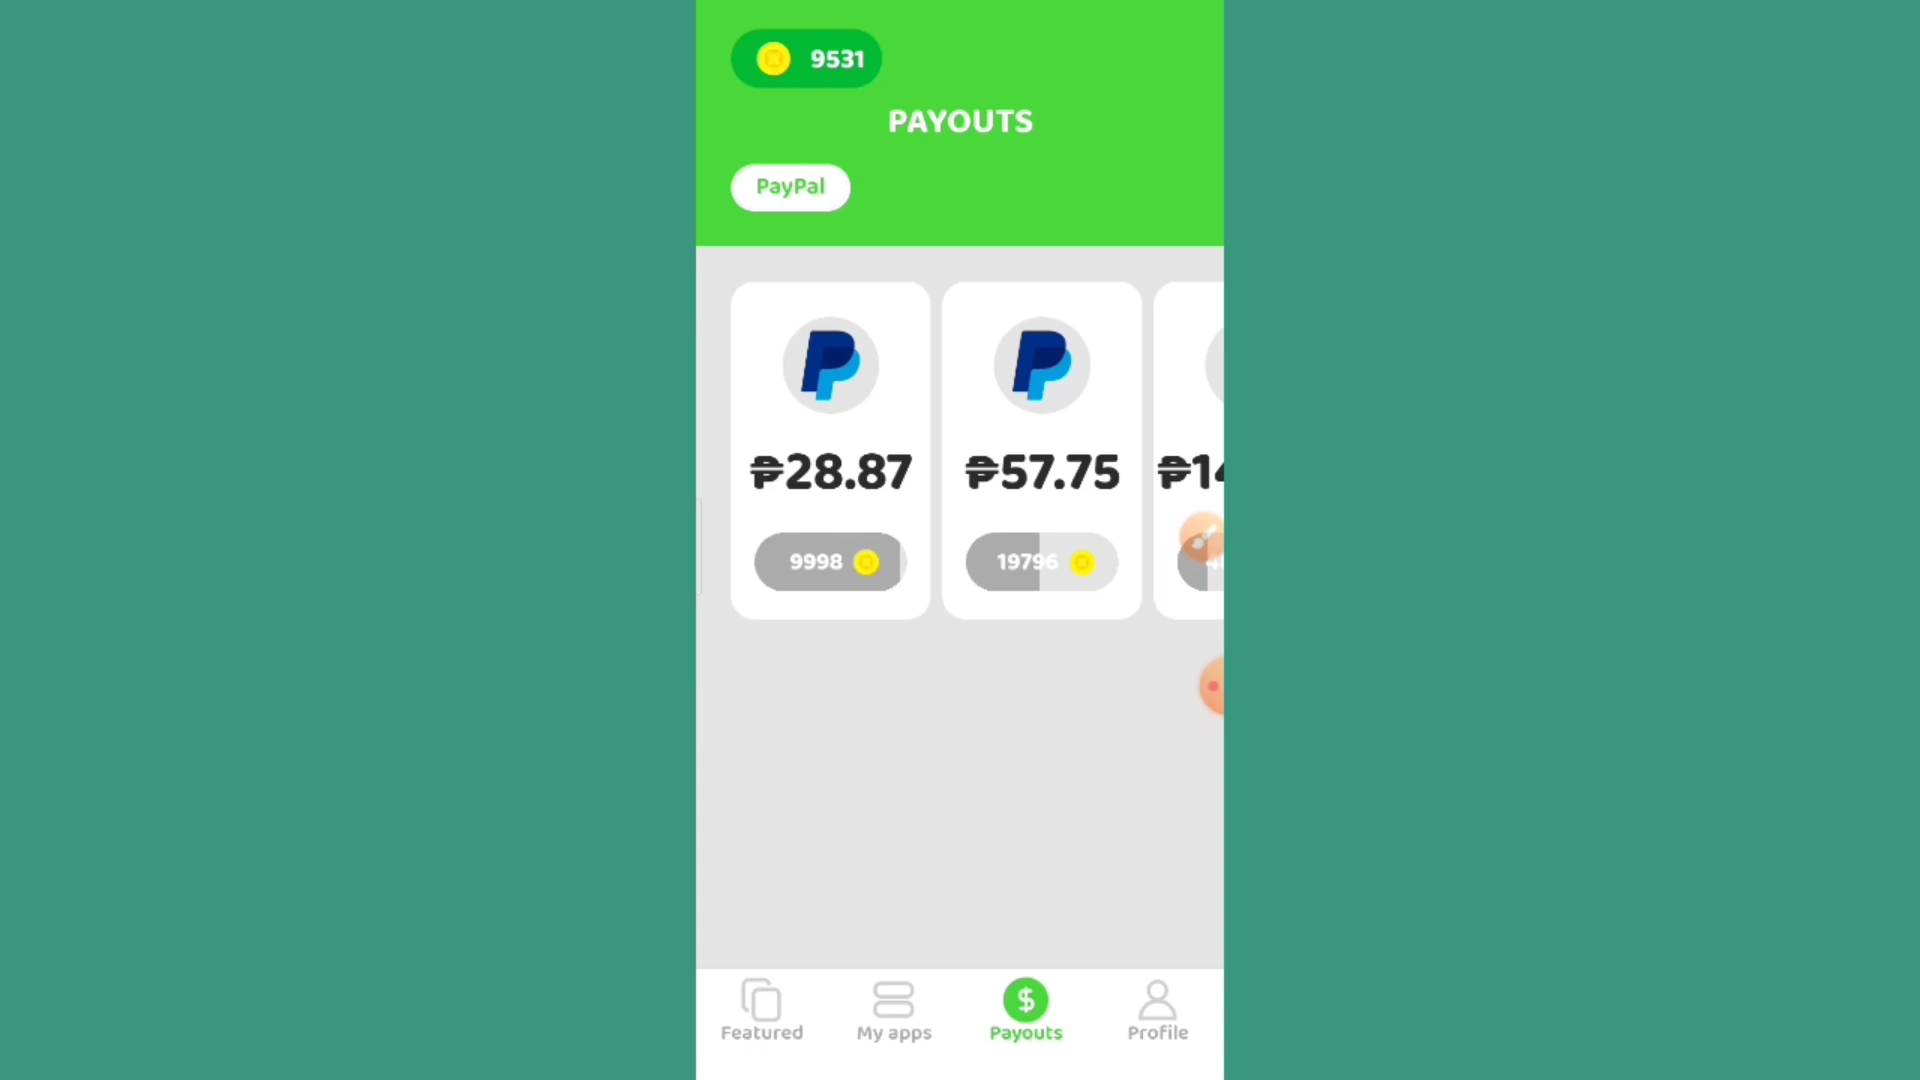 9531
PAYOUTS
PayPal
₱28.87
₱57.75
₱14
9998
19796
Featured
My apps
Payouts
Profile